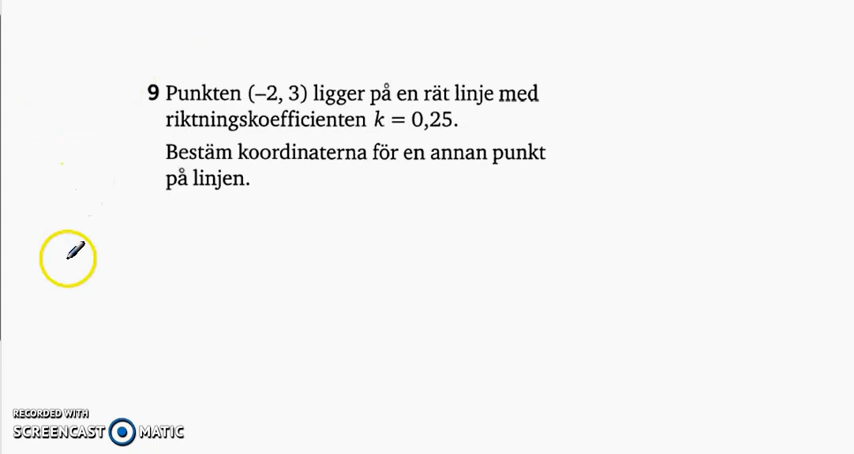 9 Punkten (–2, 3) ligger på en rät linje med
riktningskoefficienten k = 0,25.
Bestäm koordinaterna för en annan punkt
på linjen.
RECORDED WITH
SCREENCAST MATIC